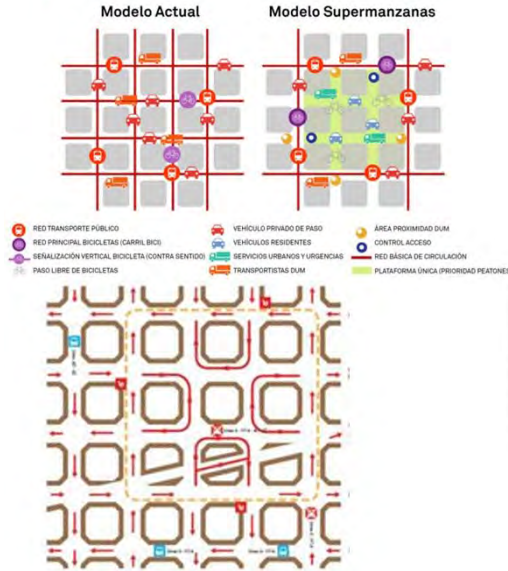 Modelo Actual
Modelo Supermanzanas
RED TRANSPORTE PÚBLICO
RED PRINCIPAL BICICLETAS (CARRIL BICI)
SEÑALIZACIÓN VERTICAL BICICLETA (CONTRA SENTIDO)
PASO LIBRE DE BICICLETAS
VEHÍCULO PRIVADO DE PASO
VEHÍCULOS RESIDENTES
SERVICIOS URBANOS Y URGENCIAS
TRANSPORTISTAS DUM
ÁREA PROXIMIDAD DUM
CONTROL ACCESO
RED BÁSICA DE CIRCULACIÓN
PLATAFORMA ÚNICA (PRIORIDAD PEATONES)